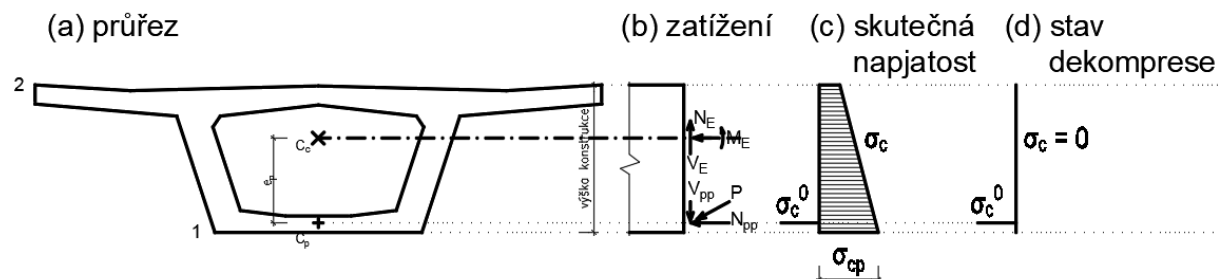 (a) průřez
(b) zatížení
(c) skutečná
napjatost
(d) stav
dekomprese
2
1
C_c
e_p
C_p
výška konstrukce
N_E
M_E
V_E
V_pp
P
N_pp
σ_c^0
σ_c
σ_cp
σ_c = 0
σ_c^0